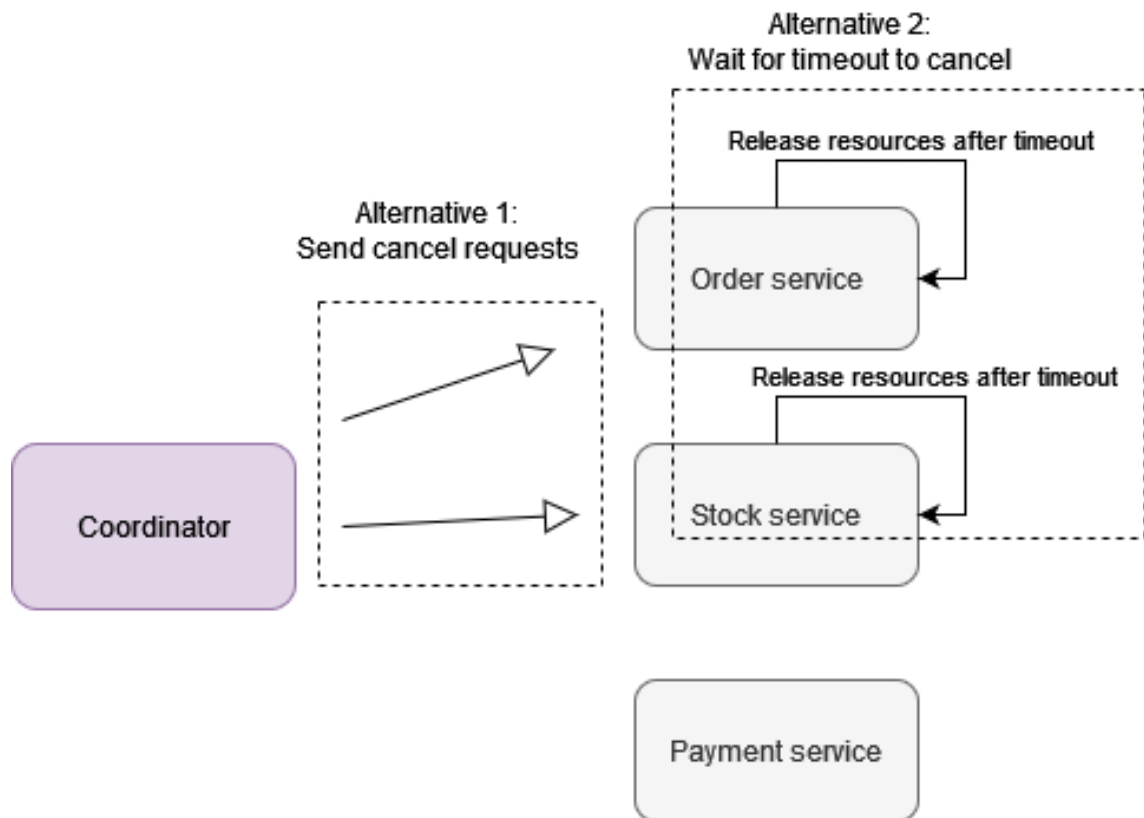 Alternative 2:
Wait for timeout to cancel
Release resources after timeout
Alternative 1:
Send cancel requests
Order service
Release resources after timeout
Coordinator
Stock service
Payment service